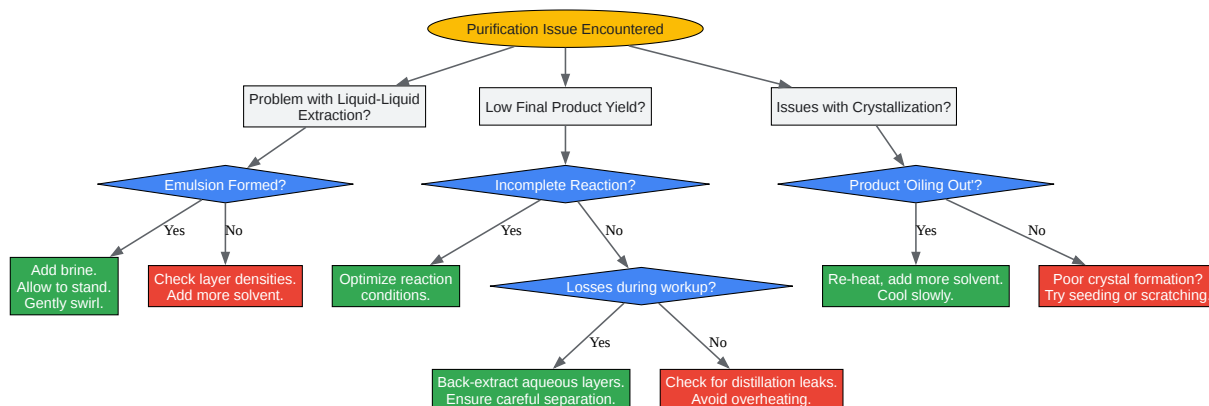 Purification Issue Encountered
Problem with Liquid-Liquid
Extraction?
Low Final Product Yield?
Issues with Crystallization?
Emulsion Formed?
Incomplete Reaction?
Product 'Oiling Out'?
Yes
No
Yes
No
Yes
No
Add brine.
Allow to stand.
Gently swirl.
Check layer densities.
Add more solvent.
Optimize reaction
conditions.
Losses during workup?
Re-heat, add more solvent.
Cool slowly.
Poor crystal formation?
Try seeding or scratching.
Yes
No
Back-extract aqueous layers.
Ensure careful separation.
Check for distillation leaks.
Avoid overheating.